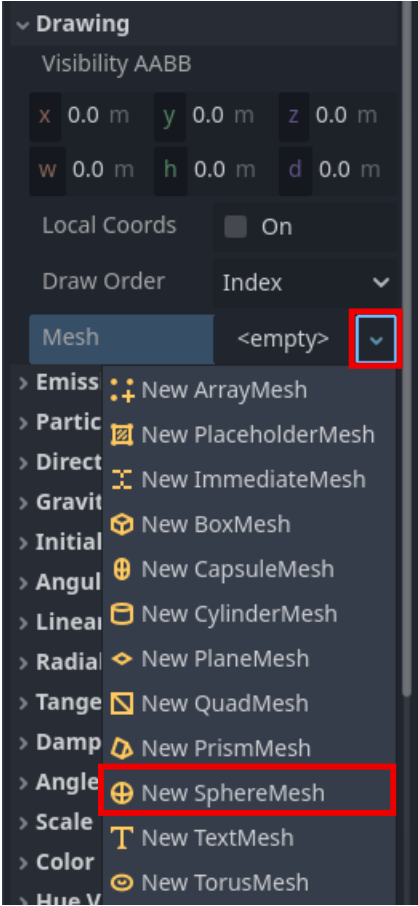 Drawing
Visibility AABB
x 0.0 m y 0.0 m z 0.0 m
w 0.0 m h 0.0 m d 0.0 m
Local Coords On
Draw Order Index
Mesh <empty>
Emiss New ArrayMesh
Partic New PlaceholderMesh
Direct New ImmediateMesh
Gravit New BoxMesh
Initial New CapsuleMesh
Angul New CylinderMesh
Linear New PlaneMesh
Radial New QuadMesh
Tange New PrismMesh
Damp New SphereMesh
Angle New TextMesh
Scale New TorusMesh
Color
Hue V